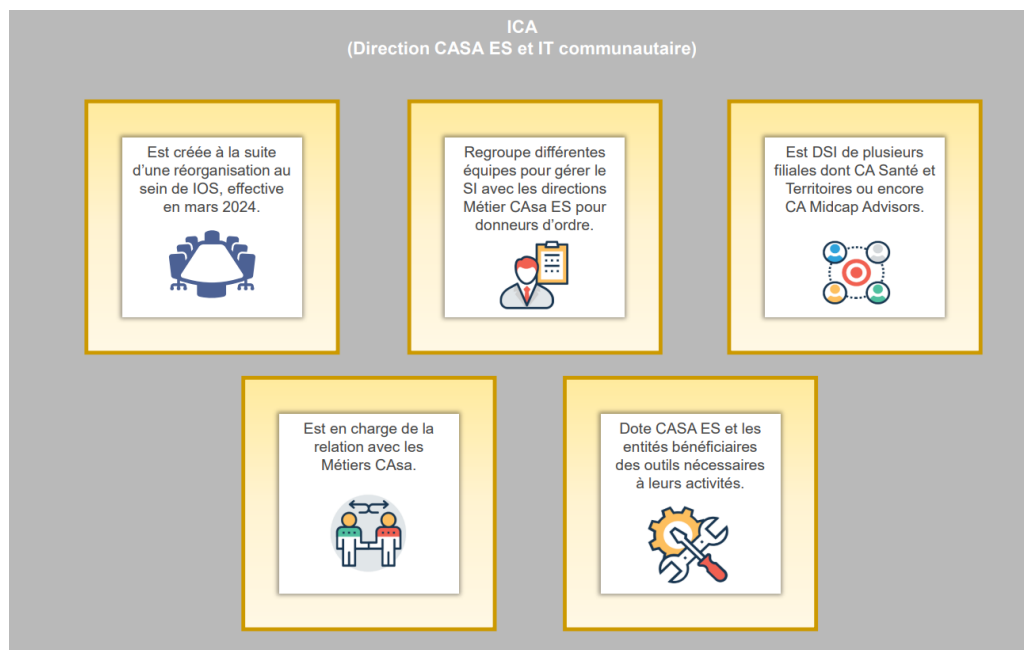 ICA
(Direction CASA ES et IT communautaire)
Est créée à la suite
d'une réorganisation au
sein de IOS, effective
en mars 2024.
Regroupe différentes
équipes pour gérer le
SI avec les directions
Métier CAsa ES pour
donneurs d'ordre.
Est DSI de plusieurs
filiales dont CA Santé et
Territoires ou encore
CA Midcap Advisors.
Est en charge de la
relation avec les
Métiers CAsa.
Dote CASA ES et les
entités bénéficiaires
des outils nécessaires
à leurs activités.